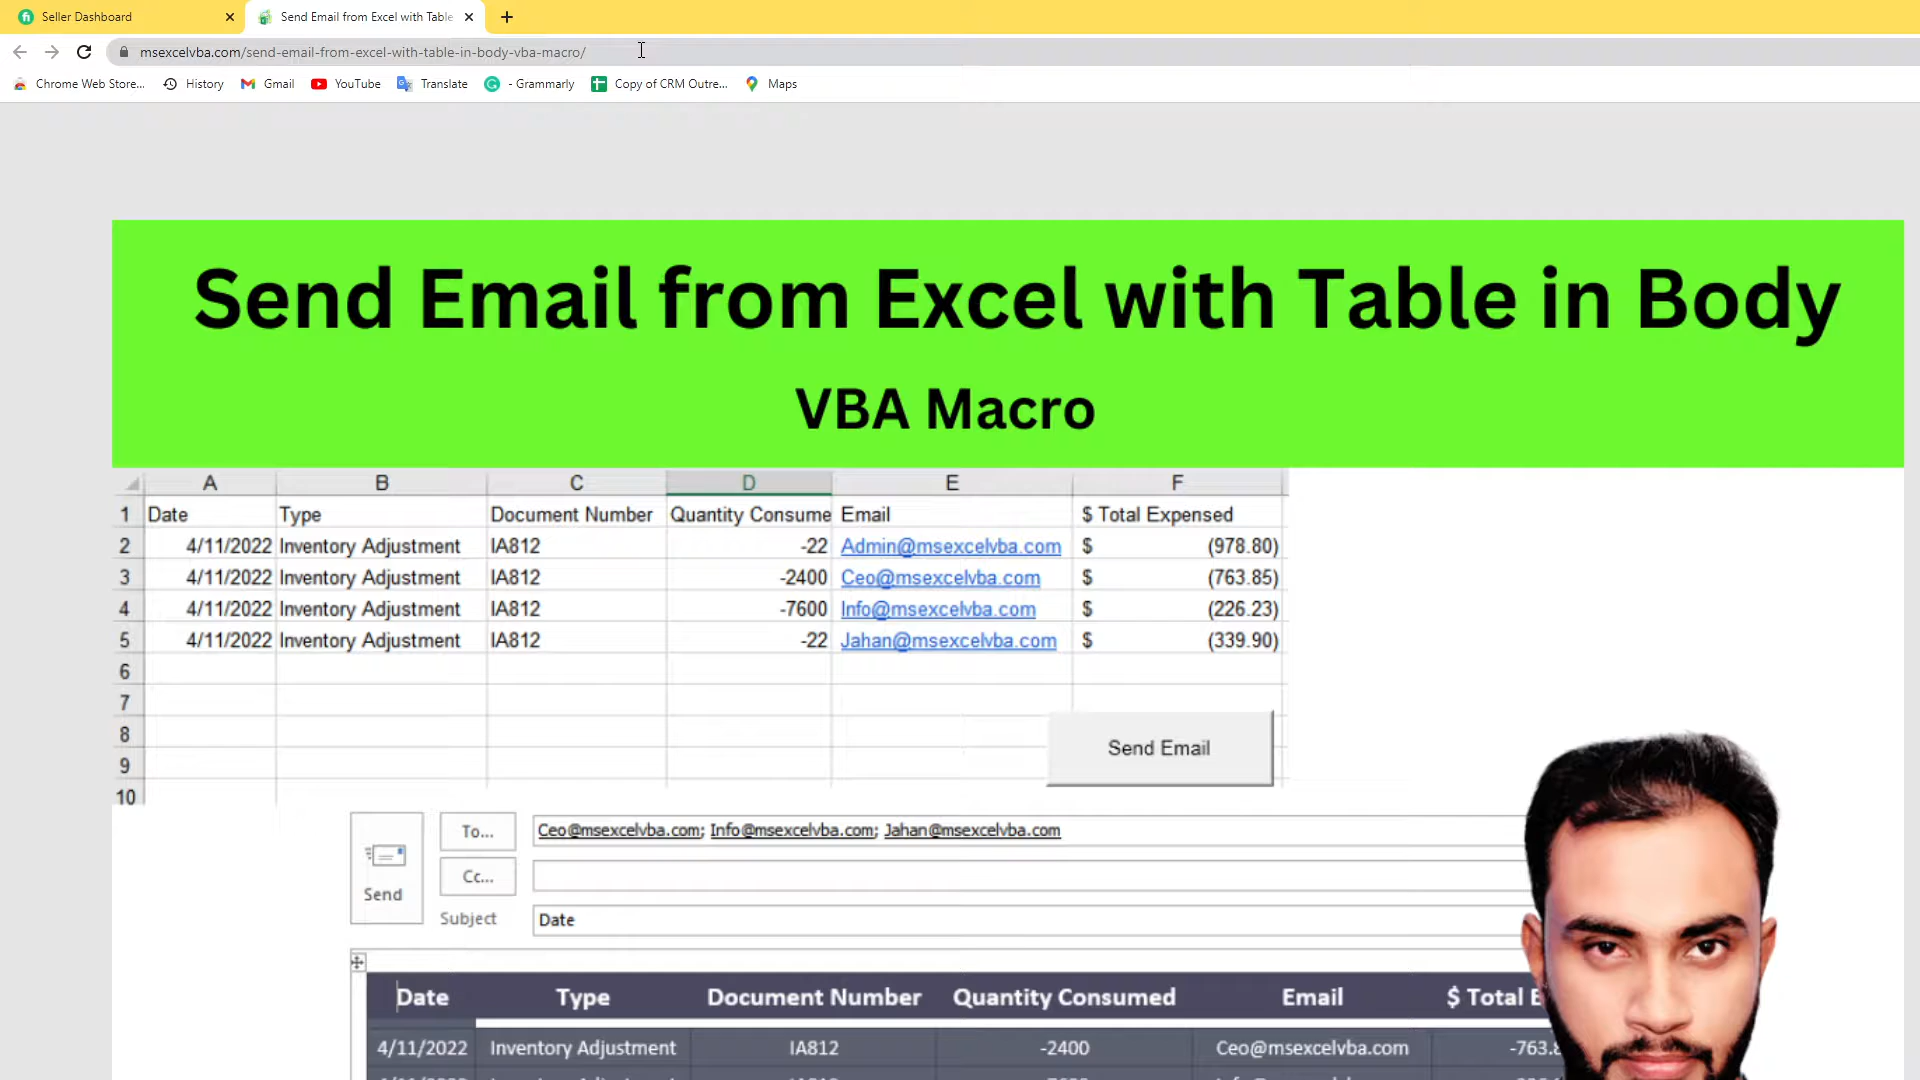 Seller Dashboard
Send Email from Excel with Table
msexcelvba.com/send-email-from-excel-with-table-in-body-vba-macro/
Chrome Web Store... History Gmail YouTube Translate - Grammarly Copy of CRM Outre... Maps
Send Email from Excel with Table in Body
VBA Macro
A B C D E F
1 Date Type Document Number Quantity Consume Email $ Total Expensed
2 4/11/2022 Inventory Adjustment IA812 -22 Admin@msexcelvba.com $ (978.80)
3 4/11/2022 Inventory Adjustment IA812 -2400 Ceo@msexcelvba.com $ (763.85)
4 4/11/2022 Inventory Adjustment IA812 -7600 Info@msexcelvba.com $ (226.23)
5 4/11/2022 Inventory Adjustment IA812 -22 Jahan@msexcelvba.com $ (339.90)
6
7
8
9
10
Send Email
To... Ceo@msexcelvba.com; Info@msexcelvba.com; Jahan@msexcelvba.com
Cc...
Send
Subject Date
Date Type Document Number Quantity Consumed Email $ Total E
4/11/2022 Inventory Adjustment IA812 -2400 Ceo@msexcelvba.com -763.8